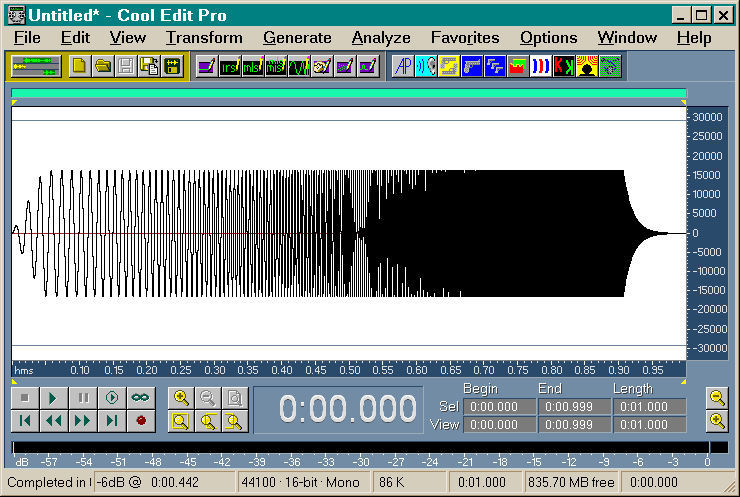 Untitled* - Cool Edit Pro
File Edit View Transform Generate Analyze Favorites Options Window Help
irs mls mis AP K K
30000
25000
20000
15000
10000
5000
0
-5000
-10000
-15000
-20000
-25000
-30000
hms 0.10 0.15 0.20 0.25 0.30 0.35 0.40 0.45 0.50 0.55 0.60 0.65 0.70 0.75 0.80 0.85 0.90 0.95
0:00.000
Begin End Length
Sel 0:00.000 0:00.999 0:01.000
View 0:00.000 0:00.999 0:01.000
dB -57 -54 -51 -48 -45 -42 -39 -36 -33 -30 -27 -24 -21 -18 -15 -12 -9 -6 -3 0
Completed in -6dB @ 0:00.442 44100 · 16-bit · Mono 86 K 0:01.000 835.70 MB free 0:00.000